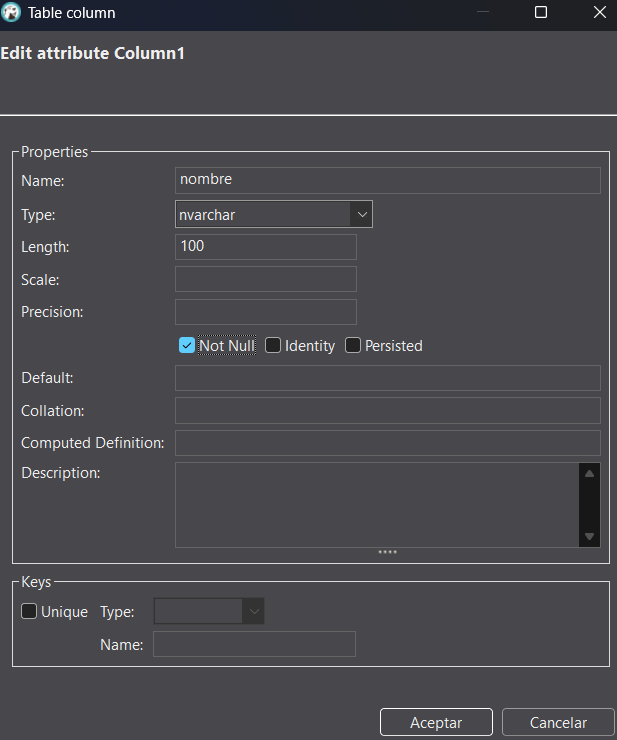 Table column
Edit attribute Column1
Properties
Name: nombre
Type: nvarchar
Length: 100
Scale:
Precision:
Not Null Identity Persisted
Default:
Collation:
Computed Definition:
Description:
Keys
Unique Type:
Name:
Aceptar Cancelar